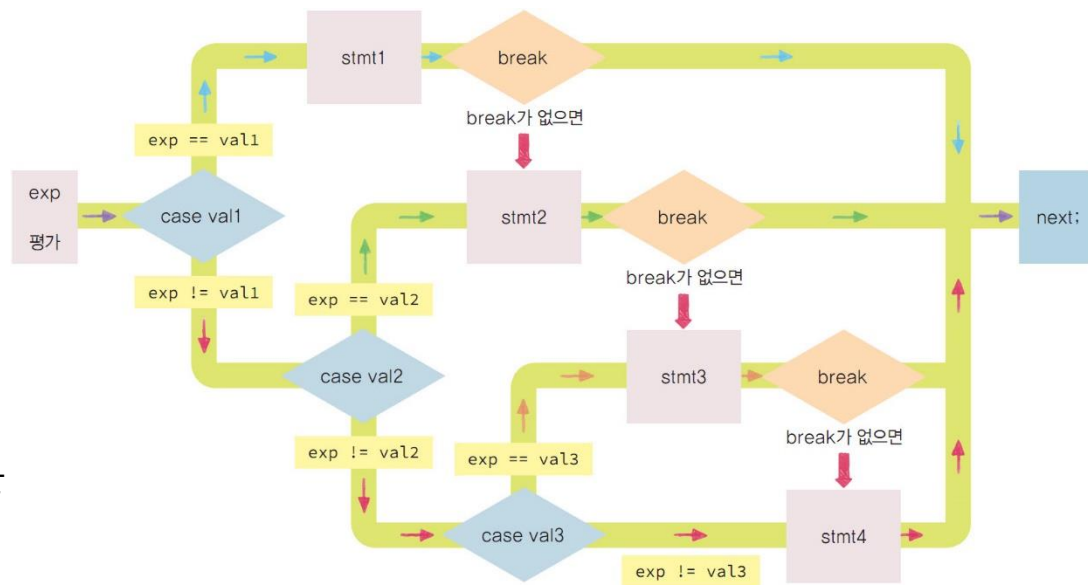 stmt1
break
break가 없으면
exp == val1
exp
평가
case val1
stmt2
break
next;
break가 없으면
exp != val1
exp == val2
case val2
stmt3
break
break가 없으면
exp != val2
exp == val3
case val3
stmt4
exp != val3